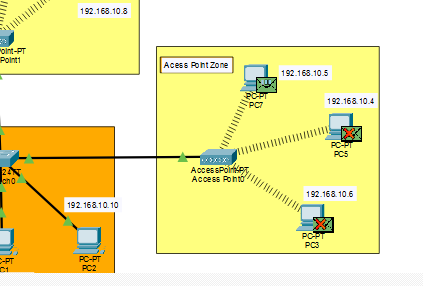 192.168.10.8
Point-PT
Point1
Acess Point Zone
192.168.10.5
PC-PT
PC7
192.168.10.4
PC-PT
PC5
AccessPoint-PT
Access Point0
192.168.10.6
PC-PT
PC3
192.168.10.10
PC-PT
PC2
-PT
C1